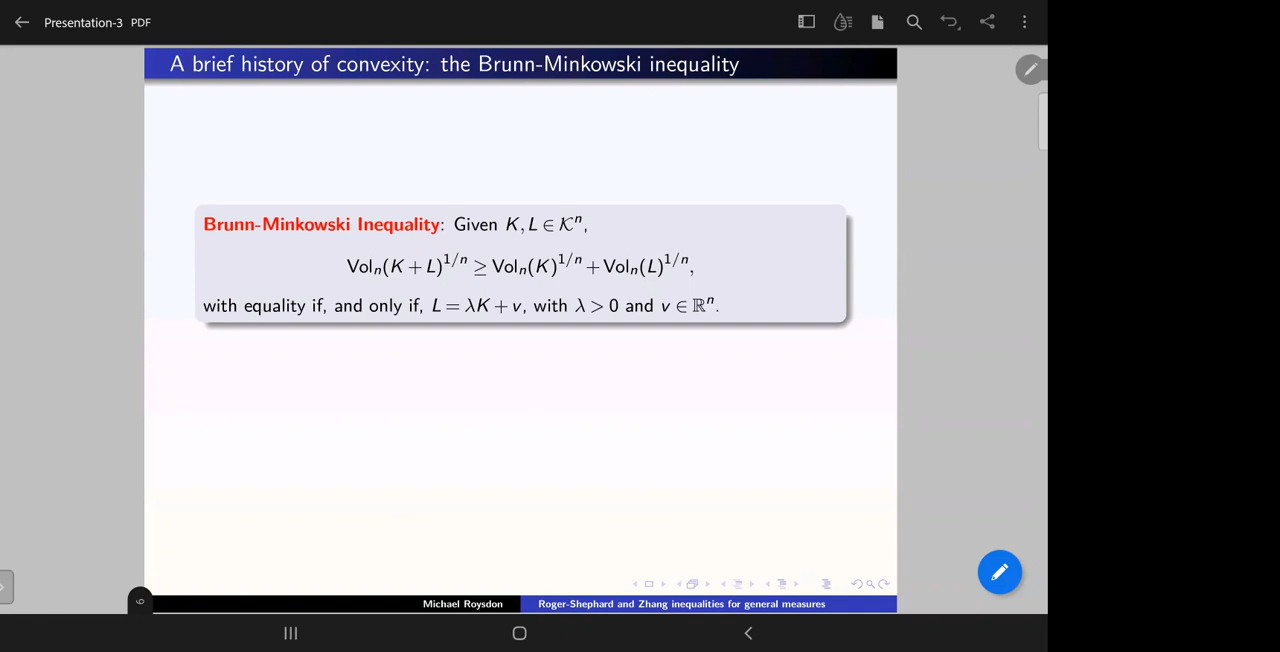 Presentation-3 PDF
A brief history of convexity: the Brunn-Minkowski inequality
Brunn-Minkowski Inequality: Given K, L ∈ 𝒦ⁿ,
Volₙ(K + L)^{1/n} ≥ Volₙ(K)^{1/n} + Volₙ(L)^{1/n},
with equality if, and only if, L = λK + v, with λ > 0 and v ∈ ℝⁿ.
Michael Roysdon Roger-Shephard and Zhang inequalities for general measures